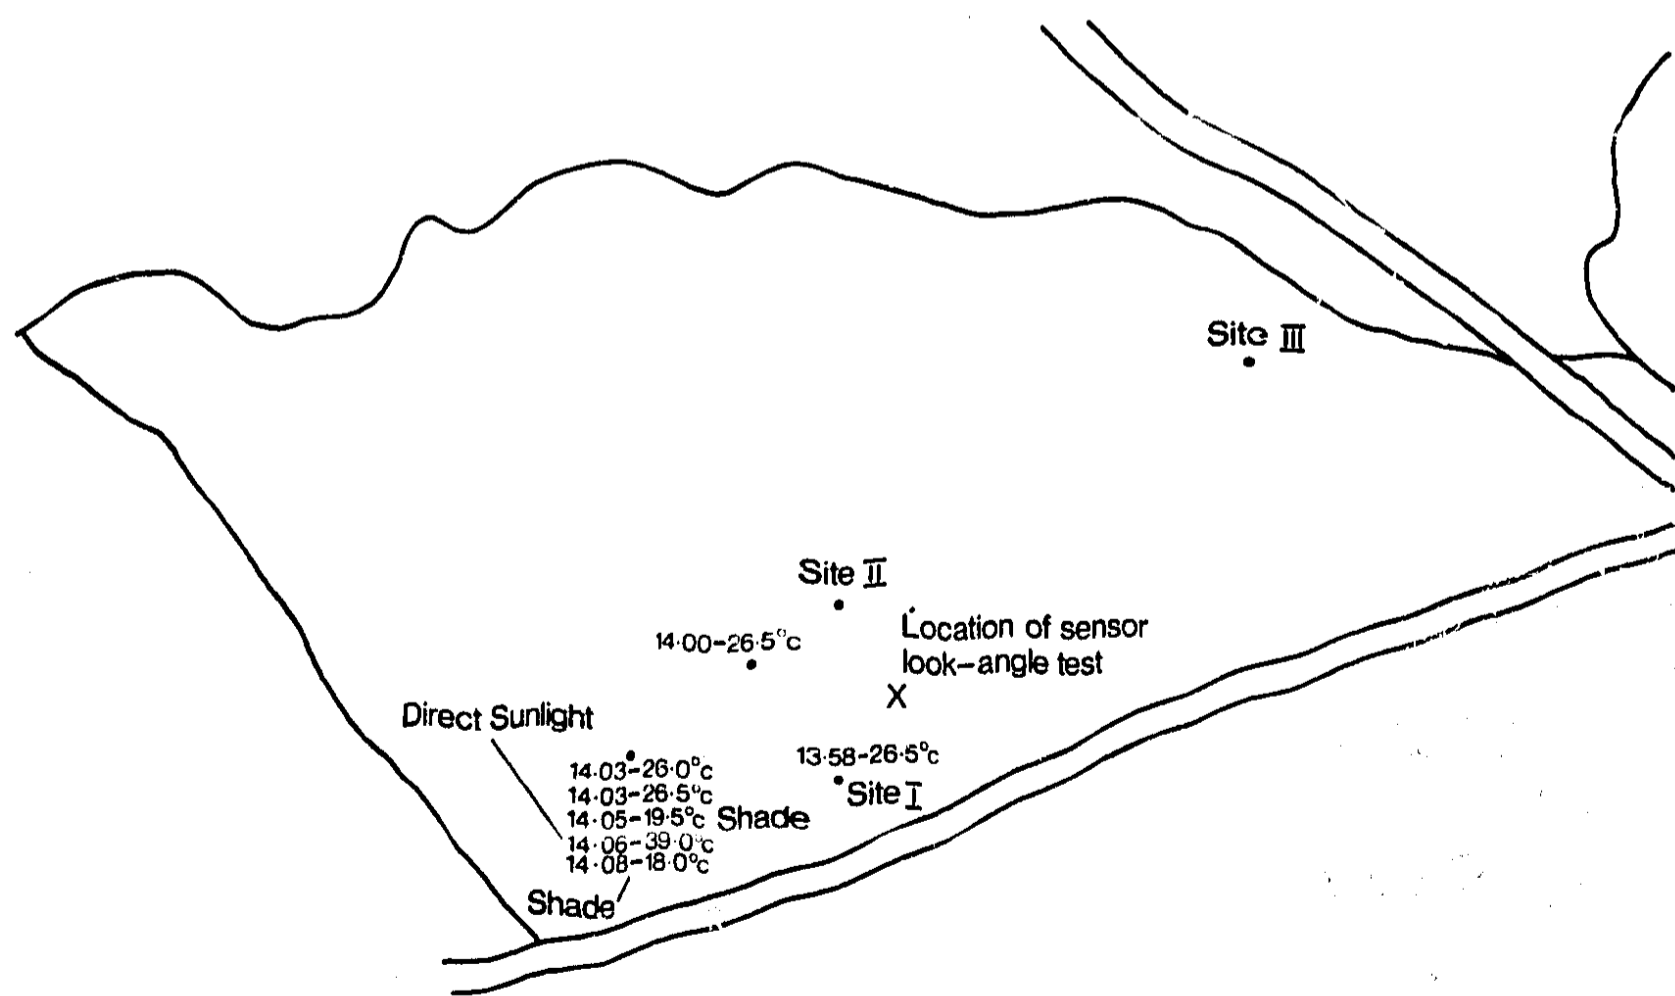 Site III
Site II
14·00-26·5°c
Location of sensor
look-angle test
X
Direct Sunlight
13·58-26·5°c
Site I
14·03-26·0°c
14·03-26·5°c
14·05-19·5°c Shade
14·06-39·0°c
14·08-18·0°c
Shade